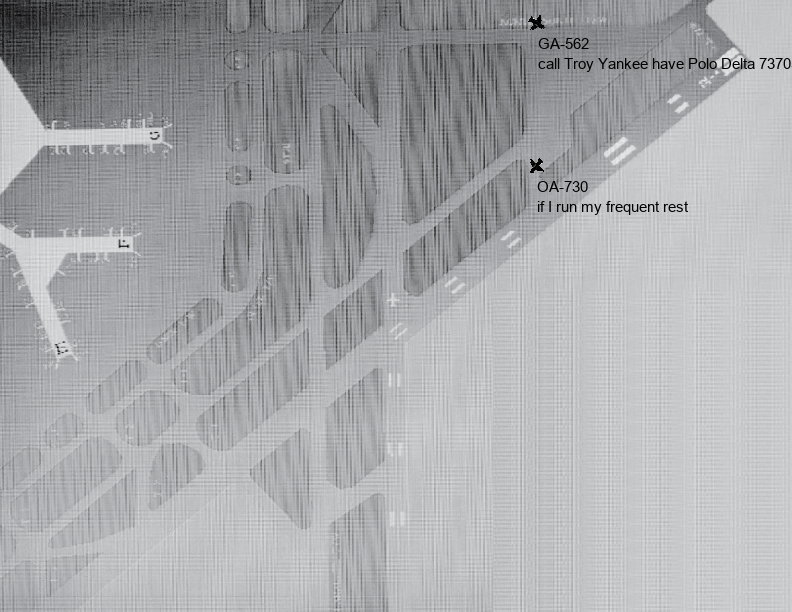 GA-562
call Troy Yankee have Polo Delta 7370
OA-730
if I run my frequent rest
G
F